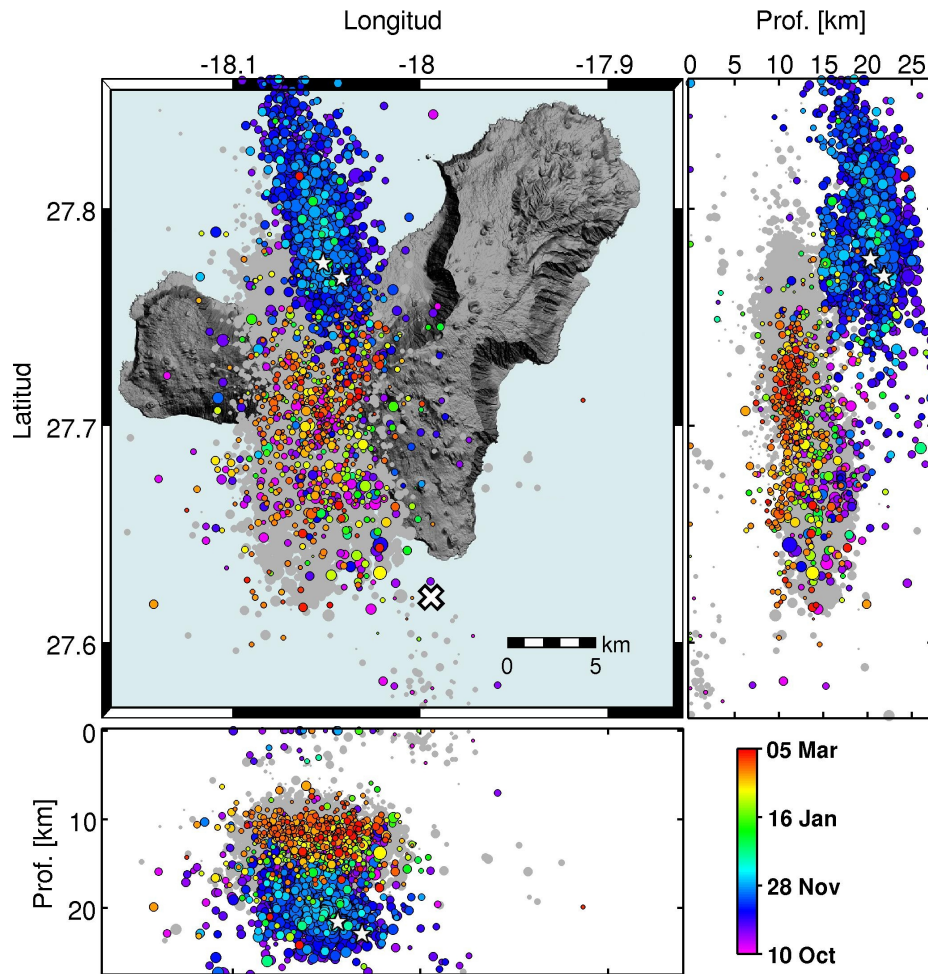 Longitud
Prof. [km]
-18.1 -18 -17.9
0 5 10 15 20 25
27.8
27.7
27.6
Latitud
km
0 5
0
10
20
Prof. [km]
05 Mar
16 Jan
28 Nov
10 Oct